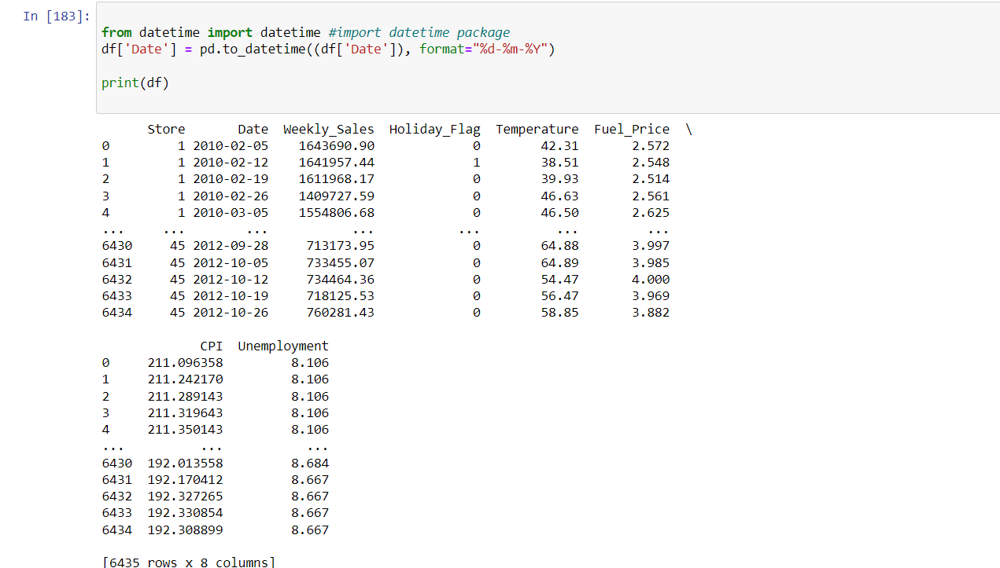 In [183]:
from datetime import datetime #import datetime package
df['Date'] = pd.to_datetime((df['Date']), format="%d-%m-%Y")
print(df)
      Store       Date  Weekly_Sales  Holiday_Flag  Temperature  Fuel_Price  \
0         1 2010-02-05    1643690.90             0        42.31       2.572
1         1 2010-02-12    1641957.44             1        38.51       2.548
2         1 2010-02-19    1611968.17             0        39.93       2.514
3         1 2010-02-26    1409727.59             0        46.63       2.561
4         1 2010-03-05    1554806.68             0        46.50       2.625
...     ...        ...           ...           ...          ...         ...
6430     45 2012-09-28     713173.95             0        64.88       3.997
6431     45 2012-10-05     733455.07             0        64.89       3.985
6432     45 2012-10-12     734464.36             0        54.47       4.000
6433     45 2012-10-19     718125.53             0        56.47       3.969
6434     45 2012-10-26     760281.43             0        58.85       3.882
             CPI  Unemployment
0     211.096358         8.106
1     211.242170         8.106
2     211.289143         8.106
3     211.319643         8.106
4     211.350143         8.106
...          ...           ...
6430  192.013558         8.684
6431  192.170412         8.667
6432  192.327265         8.667
6433  192.330854         8.667
6434  192.308899         8.667
[6435 rows x 8 columns]